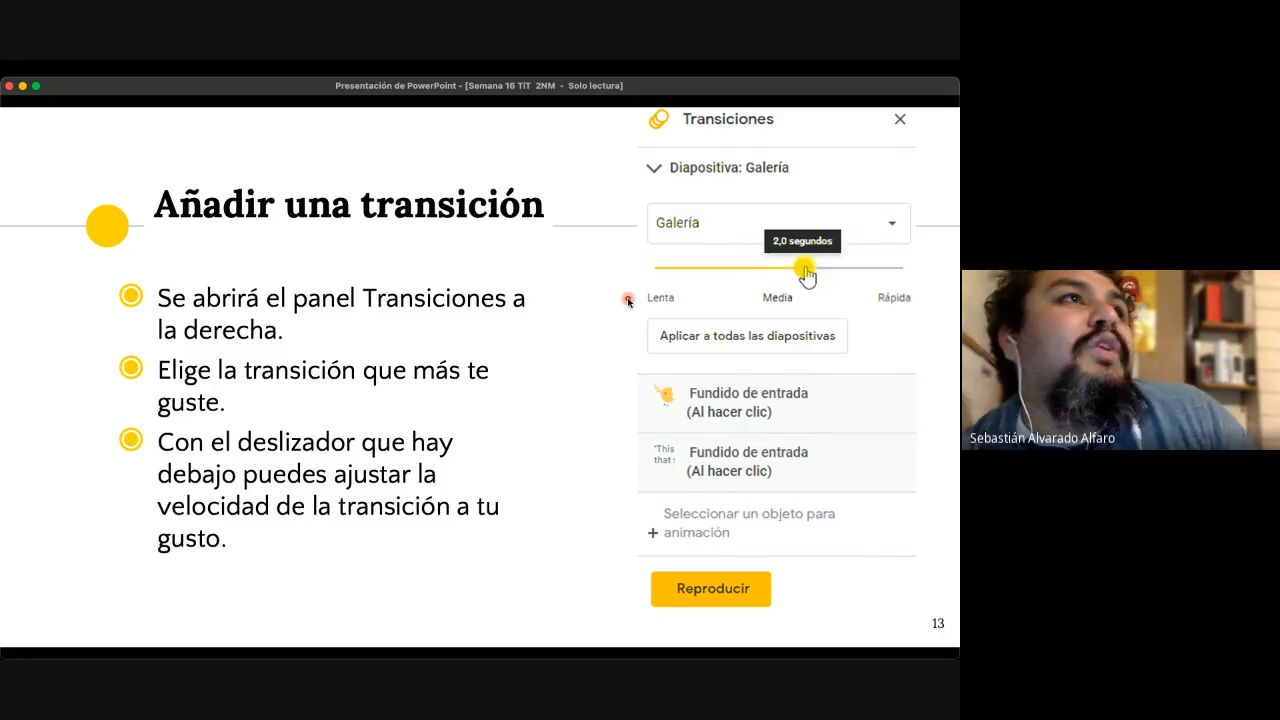 Presentación de PowerPoint - [Semana 16 TiT 2NM - Solo lectura]
Añadir una transición
Se abrirá el panel Transiciones a
la derecha.
Elige la transición que más te
guste.
Con el deslizador que hay
debajo puedes ajustar la
velocidad de la transición a tu
gusto.
Transiciones
Diapositiva: Galería
Galería
2,0 segundos
Lenta Media Rápida
Aplicar a todas las diapositivas
Fundido de entrada
(Al hacer clic)
"This
that :
Fundido de entrada
(Al hacer clic)
Seleccionar un objeto para
+ animación
Reproducir
13
Sebastián Alvarado Alfaro